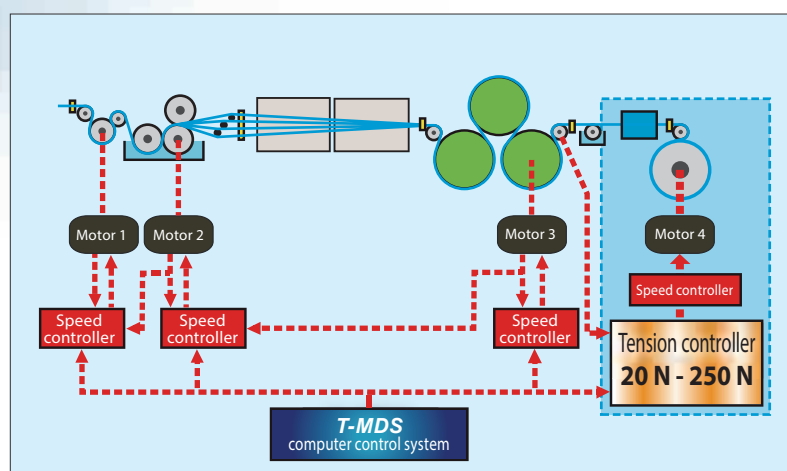 Motor 1
Motor 2
Motor 3
Motor 4
Speed controller
Speed
controller
Speed
controller
Speed
controller
Tension controller
20 N - 250 N
T-MDS
computer control system